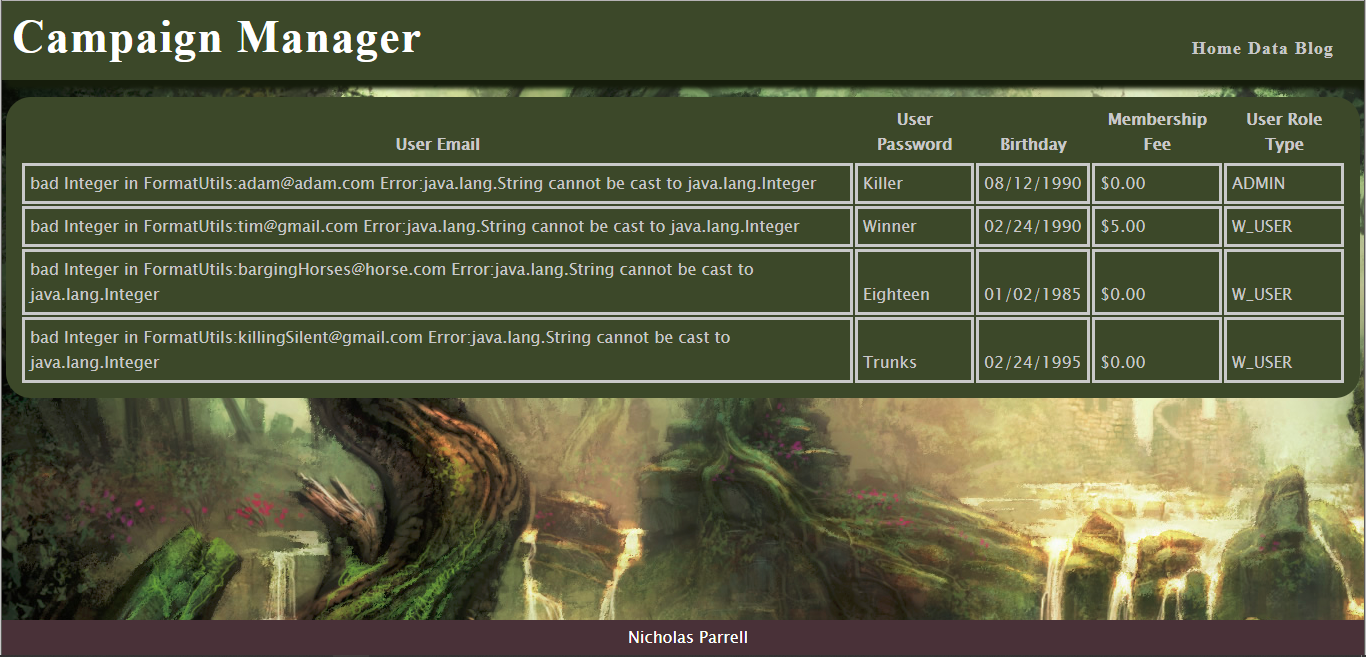 Campaign Manager
Home Data Blog
User Email
User
Password
Birthday
Membership
Fee
User Role
Type
bad Integer in FormatUtils:adam@adam.com Error:java.lang.String cannot be cast to java.lang.Integer
Killer
08/12/1990
$0.00
ADMIN
bad Integer in FormatUtils:tim@gmail.com Error:java.lang.String cannot be cast to java.lang.Integer
Winner
02/24/1990
$5.00
W_USER
bad Integer in FormatUtils:bargingHorses@horse.com Error:java.lang.String cannot be cast to
java.lang.Integer
Eighteen
01/02/1985
$0.00
W_USER
bad Integer in FormatUtils:killingSilent@gmail.com Error:java.lang.String cannot be cast to
java.lang.Integer
Trunks
02/24/1995
$0.00
W_USER
Nicholas Parrell